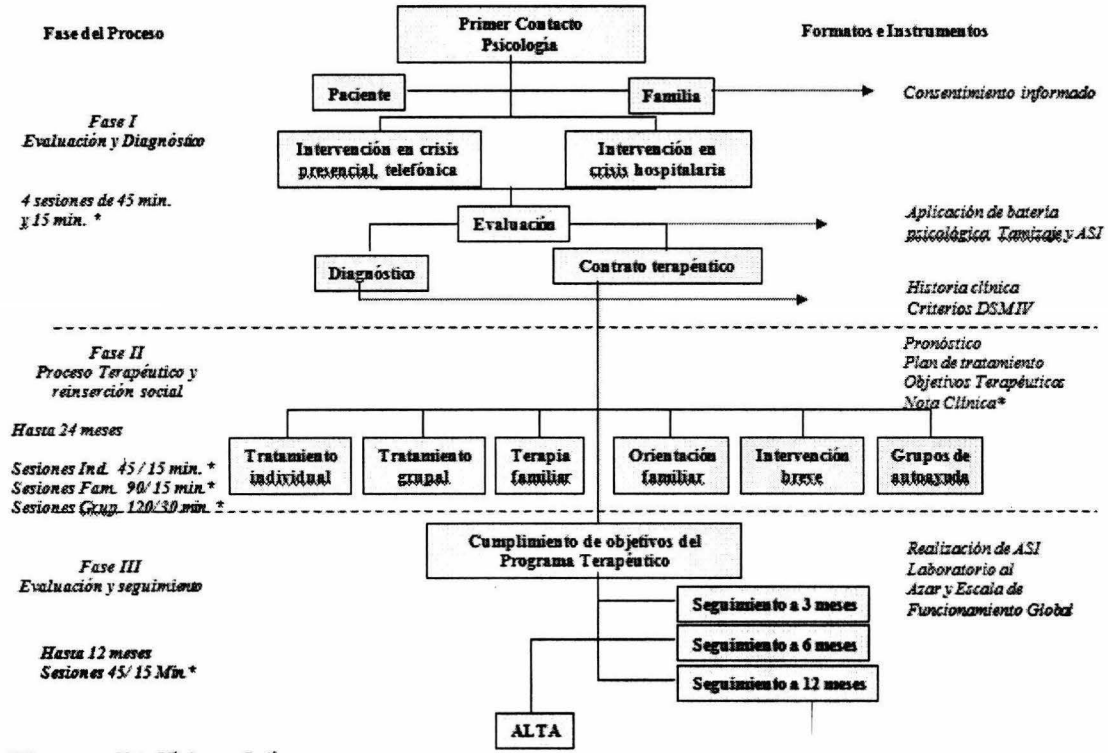 Fase del Proceso
Primer Contacto
Psicología
Formatos e Instrumentos
Paciente
Familia
Consentimiento informado
Fase I
Evaluación y Diagnóstico
Intervención en crisis
presencial, telefónica
Intervención en
crisis hospitalaria
4 sesiones de 45 min.
y 15 min. *
Evaluación
Aplicación de batería
psicológica, Tamizaje y ASI
Diagnóstico
Contrato terapéutico
Historia clínica
Criterios DSMIV
Fase II
Proceso Terapéutico y
reinserción social
Pronóstico
Plan de tratamiento
Objetivos Terapéuticos
Nota Clínica*
Hasta 24 meses
Sesiones Ind. 45/15 min. *
Sesiones Fam. 90/15 min.*
Sesiones Grup. 120/30 min. *
Tratamiento
individual
Tratamiento
grupal
Terapia
familiar
Orientación
familiar
Intervención
breve
Grupos de
autoayuda
Cumplimiento de objetivos del
Programa Terapéutico
Fase III
Evaluación y seguimiento
Realización de ASI
Laboratorio al
Azar y Escala de
Funcionamiento Global
Seguimiento a 3 meses
Seguimiento a 6 meses
Seguimiento a 12 meses
Hasta 12 meses
Sesiones 45/15 Min.*
ALTA